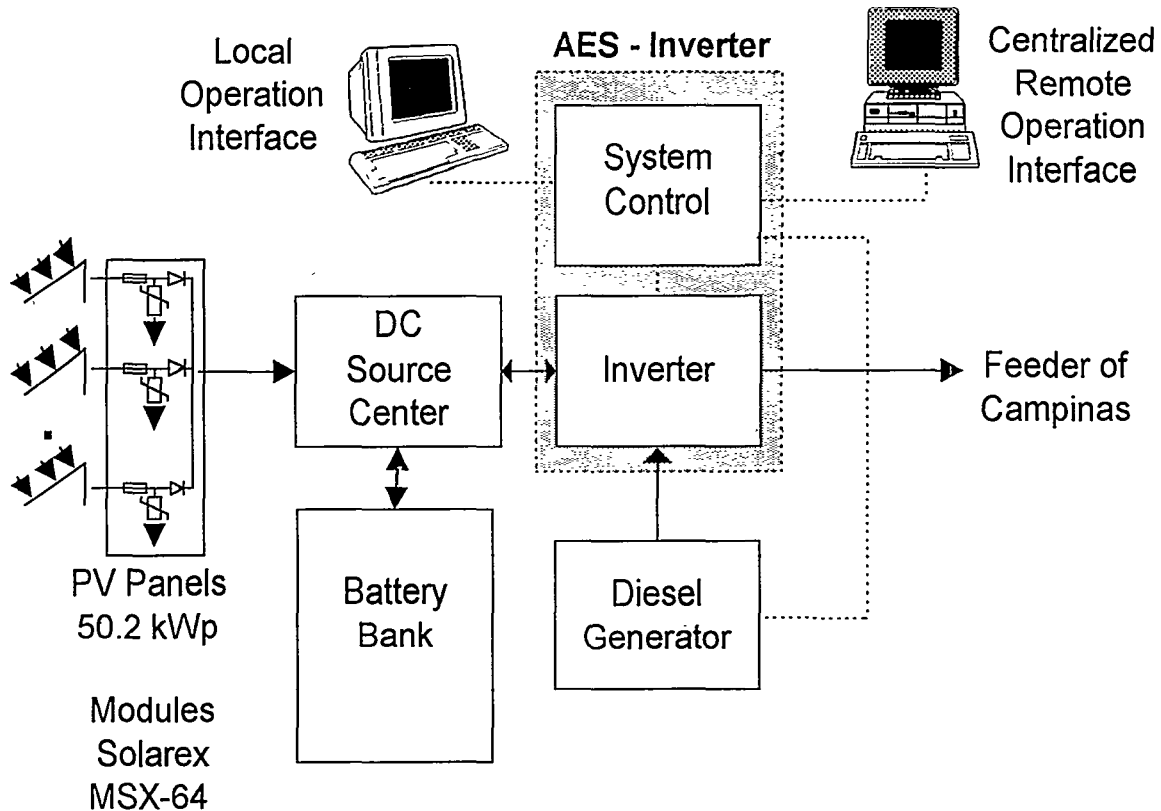 Local
Operation
Interface
AES - Inverter
Centralized
Remote
Operation
Interface
System
Control
DC
Source
Center
Inverter
Feeder of
Campinas
PV Panels
50.2 kWp
Battery
Bank
Diesel
Generator
Modules
Solarex
MSX-64